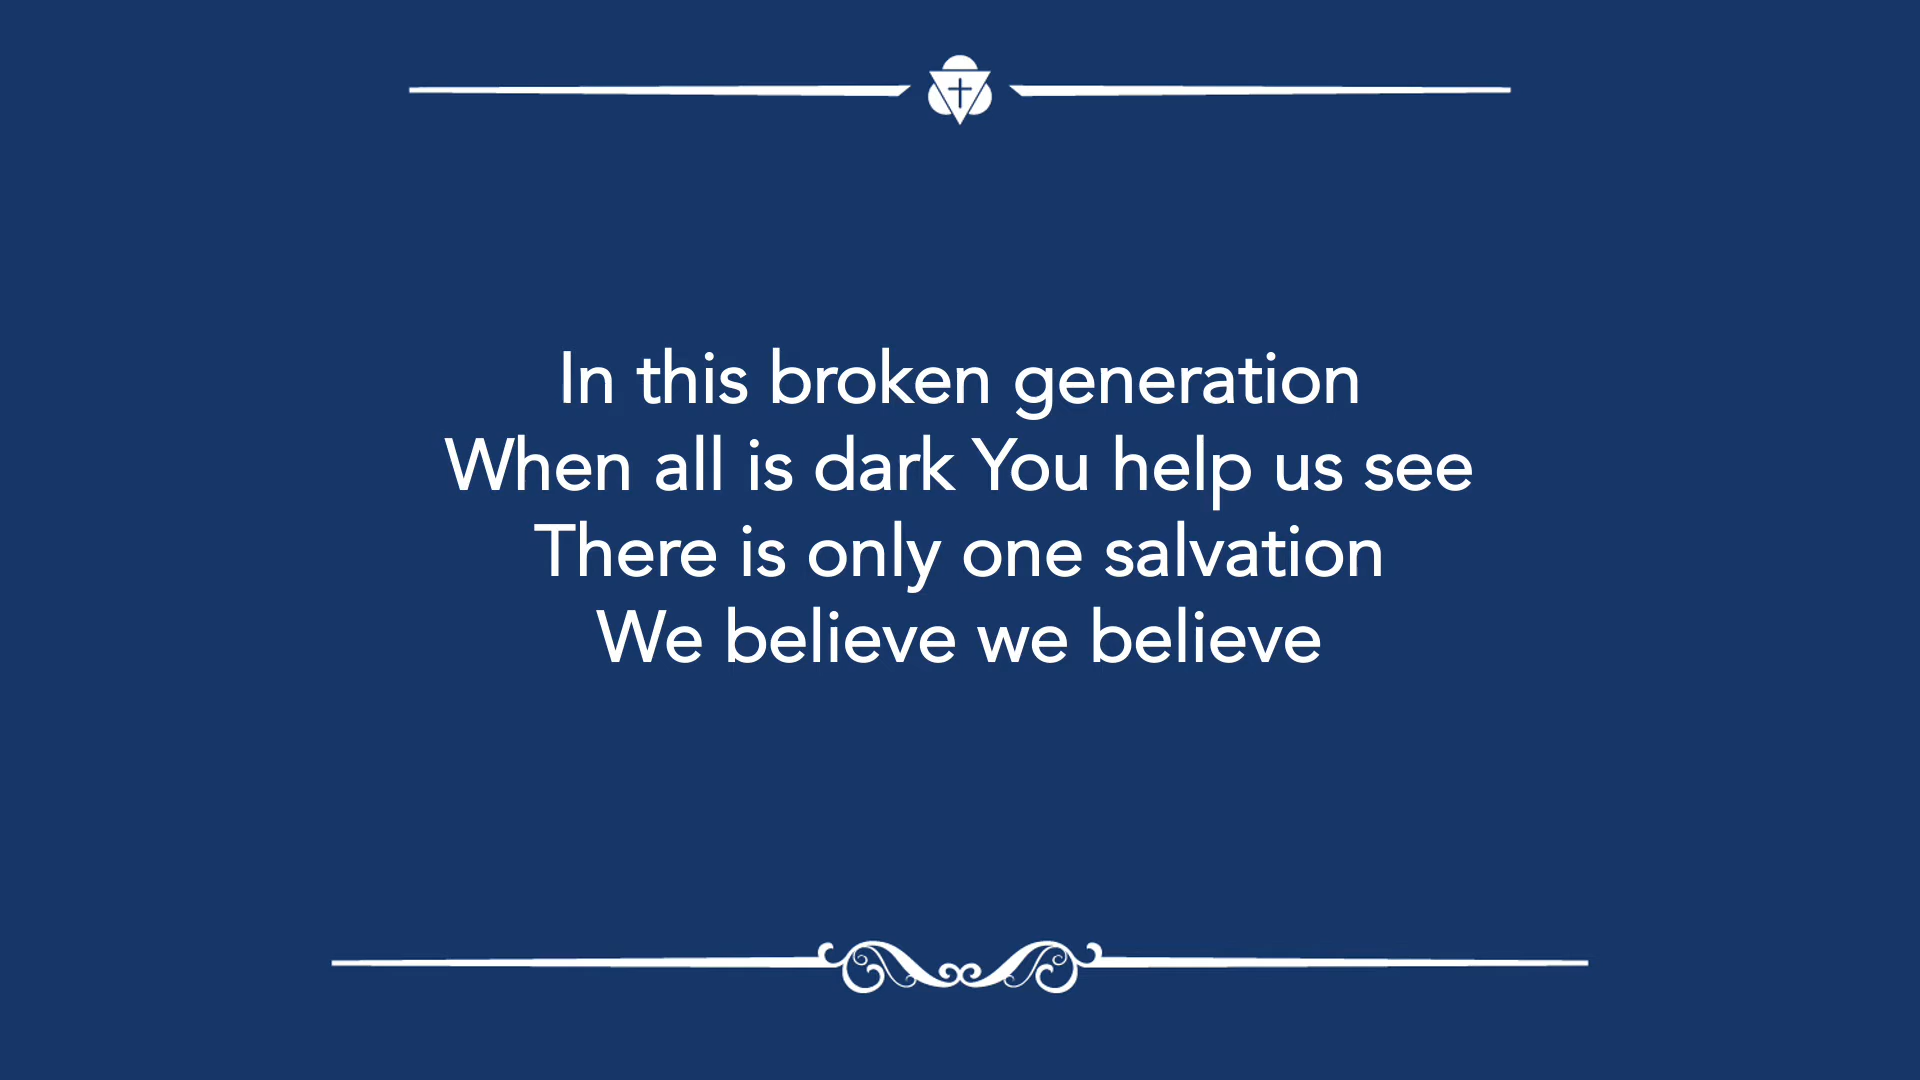 In this broken generation
When all is dark You help us see
There is only one salvation
We believe we believe